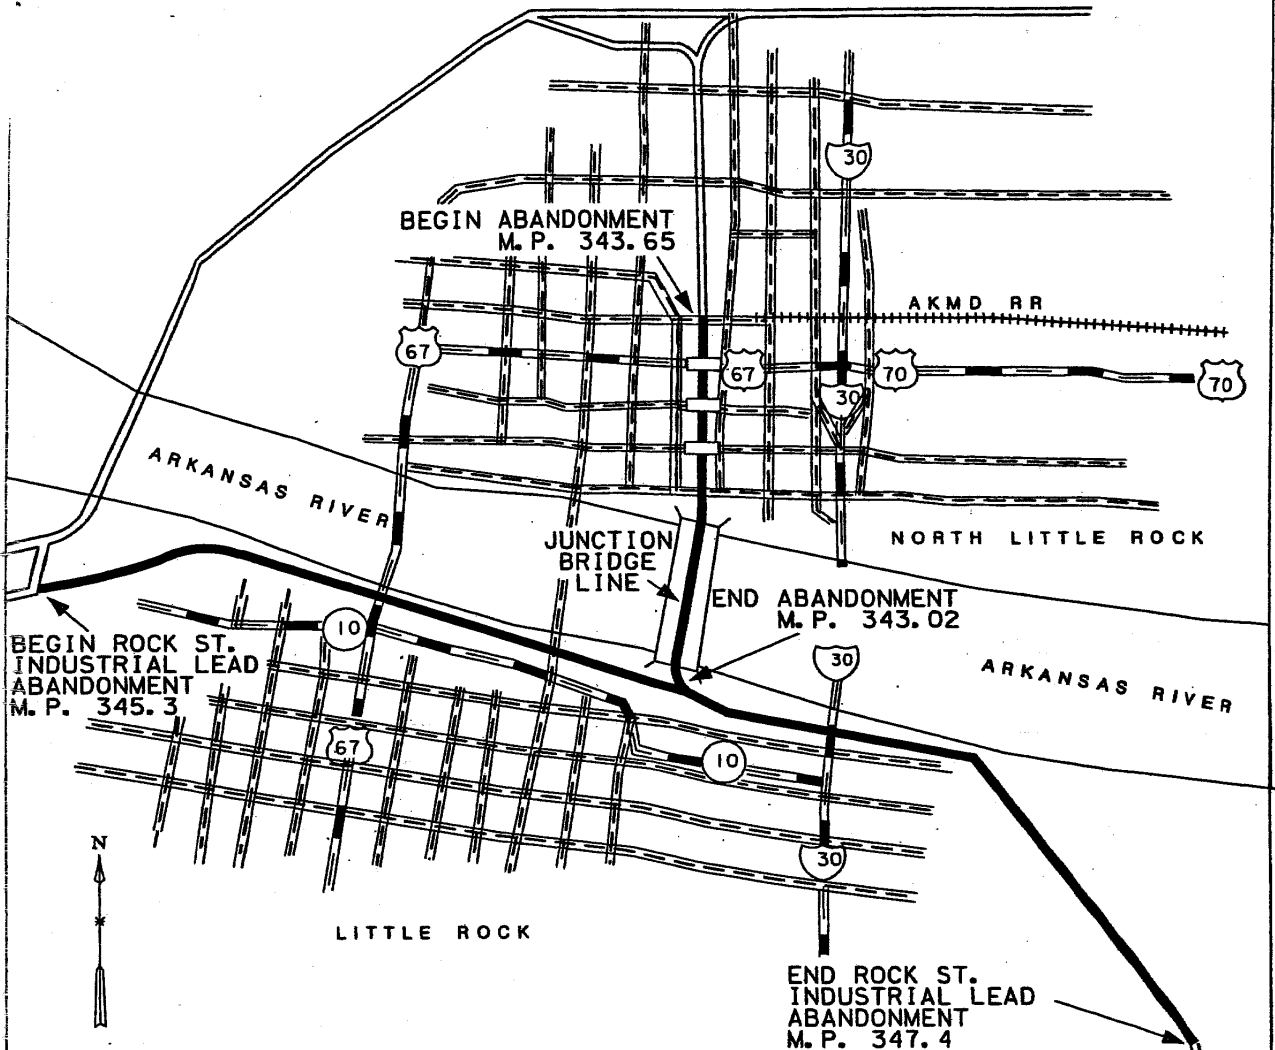 30
BEGIN ABANDONMENT
M.P. 343.65
AKMD RR
67
67
70
70
30
ARKANSAS RIVER
NORTH LITTLE ROCK
JUNCTION
BRIDGE
LINE
END ABANDONMENT
M.P. 343.02
10
BEGIN ROCK ST.
INDUSTRIAL LEAD
ABANDONMENT
M.P. 345.3
30
ARKANSAS RIVER
67
10
N
30
LITTLE ROCK
END ROCK ST.
INDUSTRIAL LEAD
ABANDONMENT
M.P. 347.4